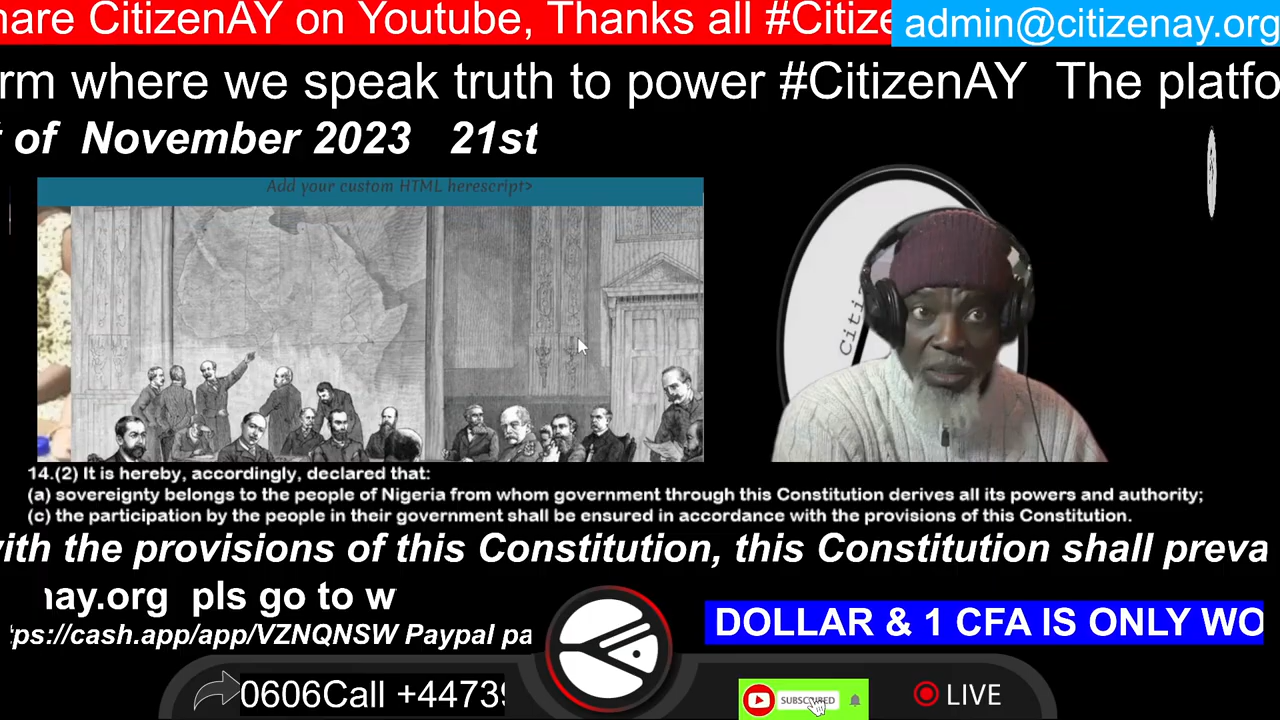 hare CitizenAY on Youtube, Thanks all #Citize
admin@citizenay.org
rm where we speak truth to power #CitizenAY The platfo
of November 2023 21st
Add your custom HTML herescript>
Citi
14.(2) It is hereby, accordingly, declared that:
(a) sovereignty belongs to the people of Nigeria from whom government through this Constitution derives all its powers and authority;
(c) the participation by the people in their government shall be ensured in accordance with the provisions of this Constitution.
with the provisions of this Constitution, this Constitution shall preva
nay.org pls go to w
tps://cash.app/app/VZNQNSW Paypal pa
DOLLAR & 1 CFA IS ONLY WO
0606Call +44739
SUBSCRIBED
LIVE